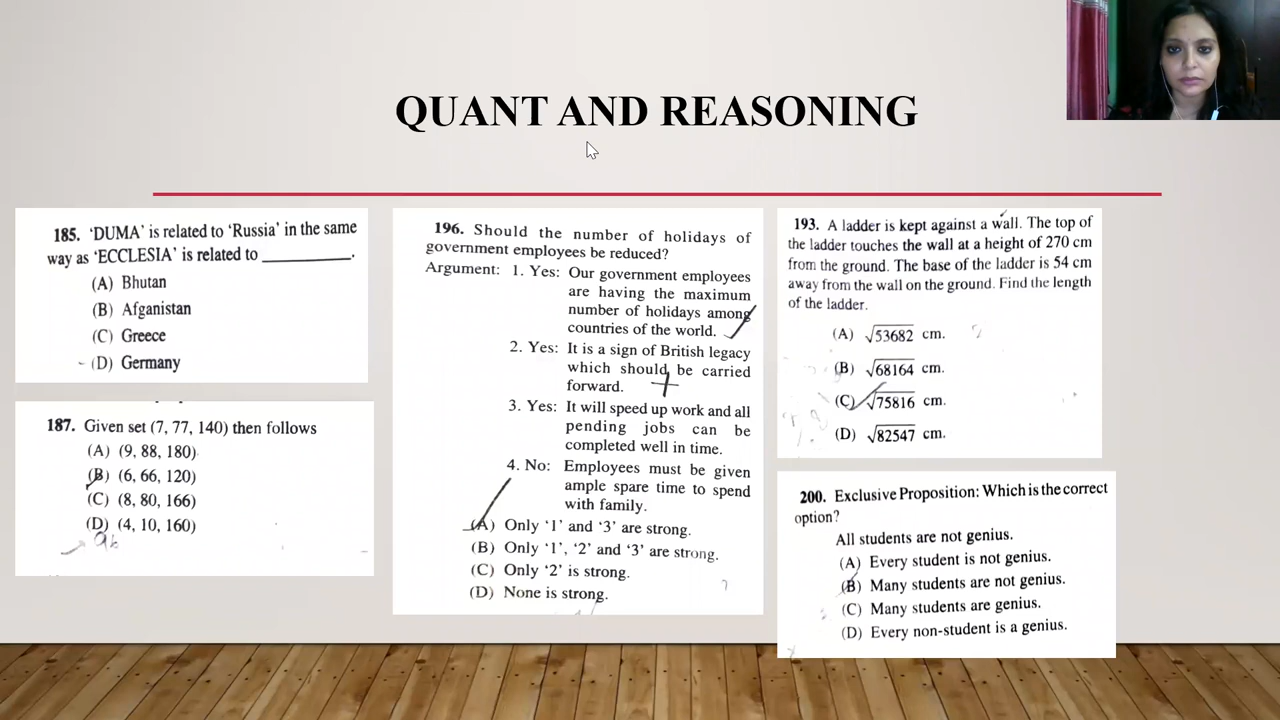 QUANT AND REASONING
185. 'DUMA' is related to 'Russia' in the same
way as 'ECCLESIA' is related to __________.
(A) Bhutan
(B) Afganistan
(C) Greece
(D) Germany
187. Given set (7, 77, 140) then follows
(A) (9, 88, 180)
(B) (6, 66, 120)
(C) (8, 80, 166)
(D) (4, 10, 160)
196. Should the number of holidays of
government employees be reduced?
Argument: 1. Yes: Our government employees
are having the maximum
number of holidays among
countries of the world.
2. Yes: It is a sign of British legacy
which should be carried
forward.
3. Yes: It will speed up work and all
pending jobs can be
completed well in time.
4. No: Employees must be given
ample spare time to spend
with family.
(A) Only '1' and '3' are strong.
(B) Only '1', '2' and '3' are strong.
(C) Only '2' is strong.
(D) None is strong.
193. A ladder is kept against a wall. The top of
the ladder touches the wall at a height of 270 cm
from the ground. The base of the ladder is 54 cm
away from the wall on the ground. Find the length
of the ladder.
(A) √53682 cm.
(B) √68164 cm.
(C) √75816 cm.
(D) √82547 cm.
200. Exclusive Proposition: Which is the correct
option?
All students are not genius.
(A) Every student is not genius.
(B) Many students are not genius.
(C) Many students are genius.
(D) Every non-student is a genius.